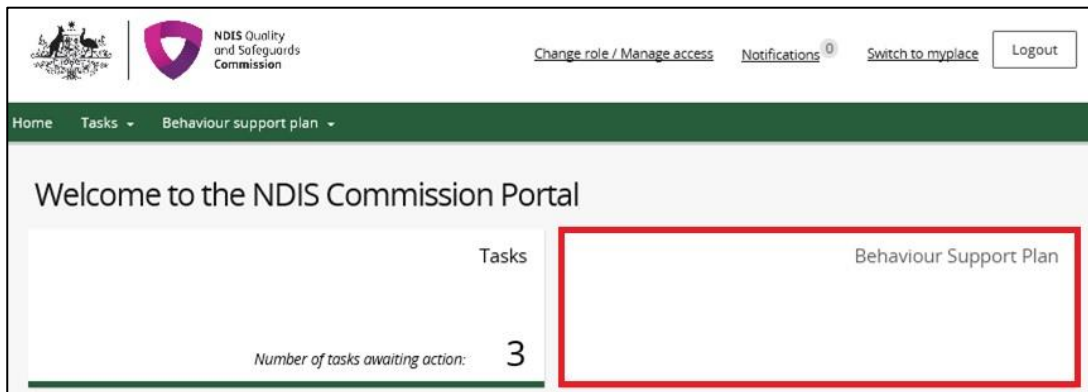 NDIS Quality
and Safeguards
Commission
Change role / Manage access Notifications 0 Switch to myplace Logout
Home Tasks Behaviour support plan
Welcome to the NDIS Commission Portal
Tasks
Behaviour Support Plan
Number of tasks awaiting action: 3